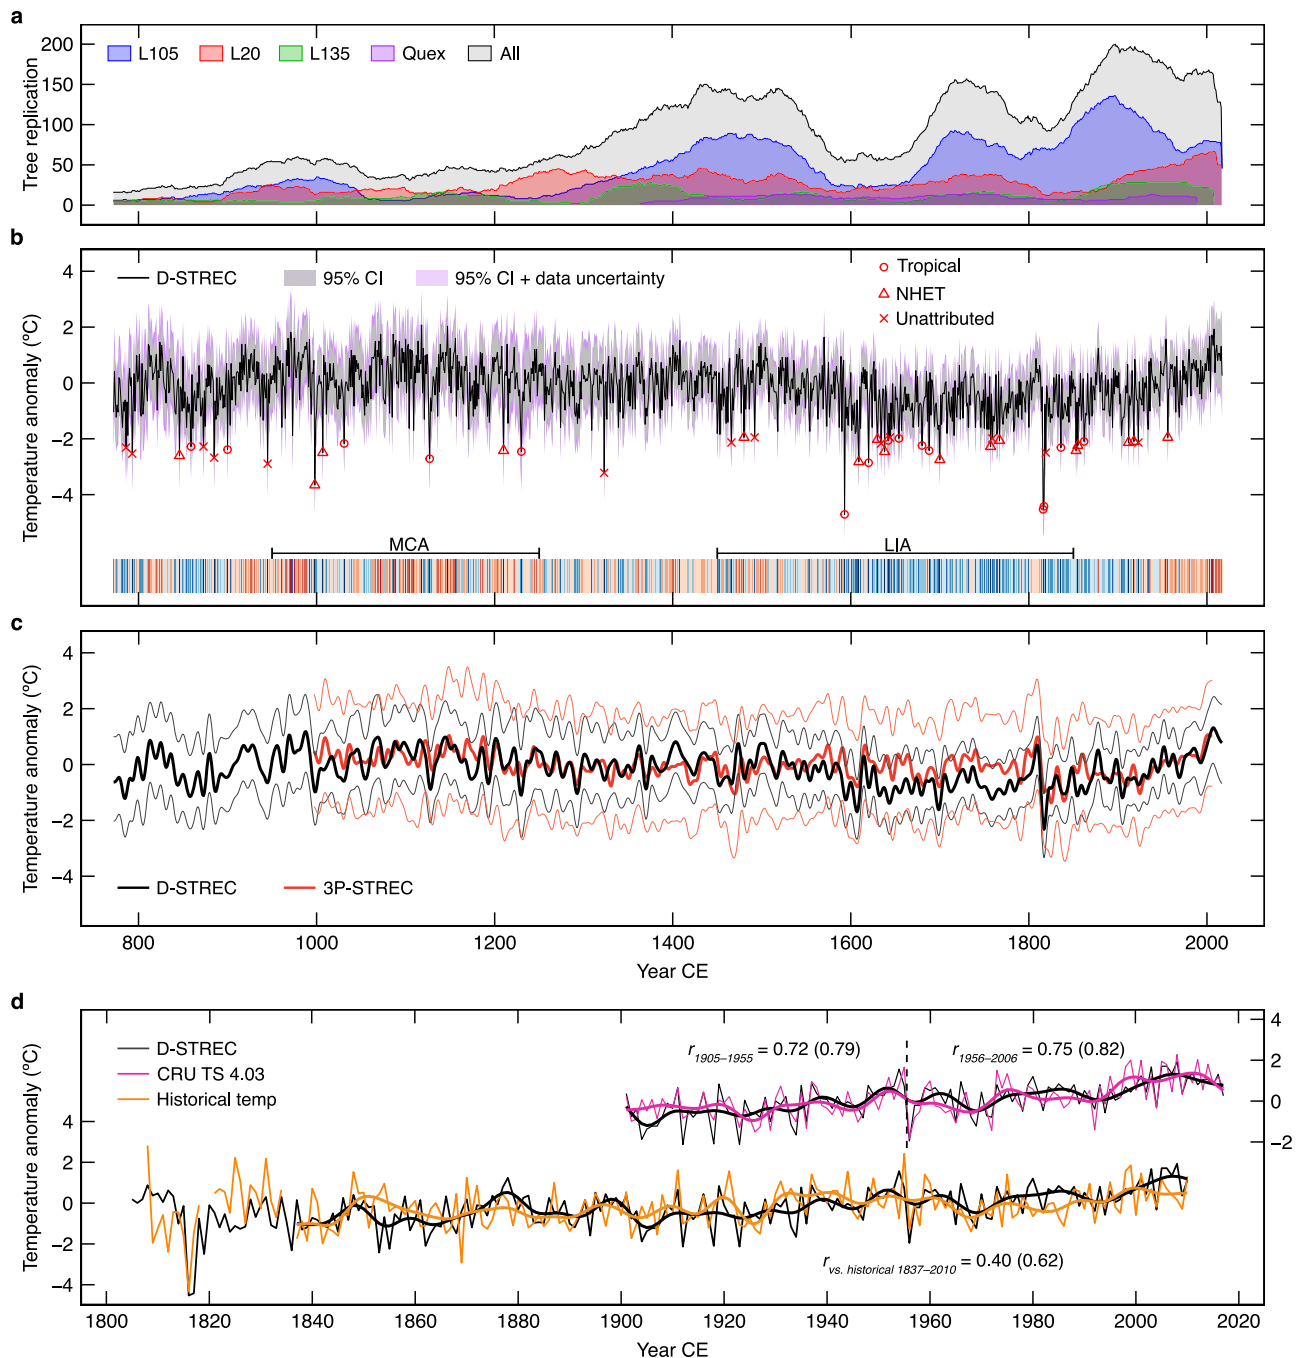 a
L105 L20 L135 Quex All
Tree replication
200
150
100
50
0
b
D-STREC 95% CI 95% CI + data uncertainty
Tropical
NHET
Unattributed
Temperature anomaly (ºC)
4
2
0
−2
−4
MCA LIA
c
Temperature anomaly (ºC)
4
2
0
−2
−4
D-STREC 3P-STREC
800 1000 1200 1400 1600 1800 2000
Year CE
d
D-STREC
CRU TS 4.03
Historical temp
r1905–1955 = 0.72 (0.79) r1956–2006 = 0.75 (0.82)
4
2
0
−2
Temperature anomaly (ºC)
4
2
0
−2
−4
rvs. historical 1837–2010 = 0.40 (0.62)
1800 1820 1840 1860 1880 1900 1920 1940 1960 1980 2000 2020
Year CE